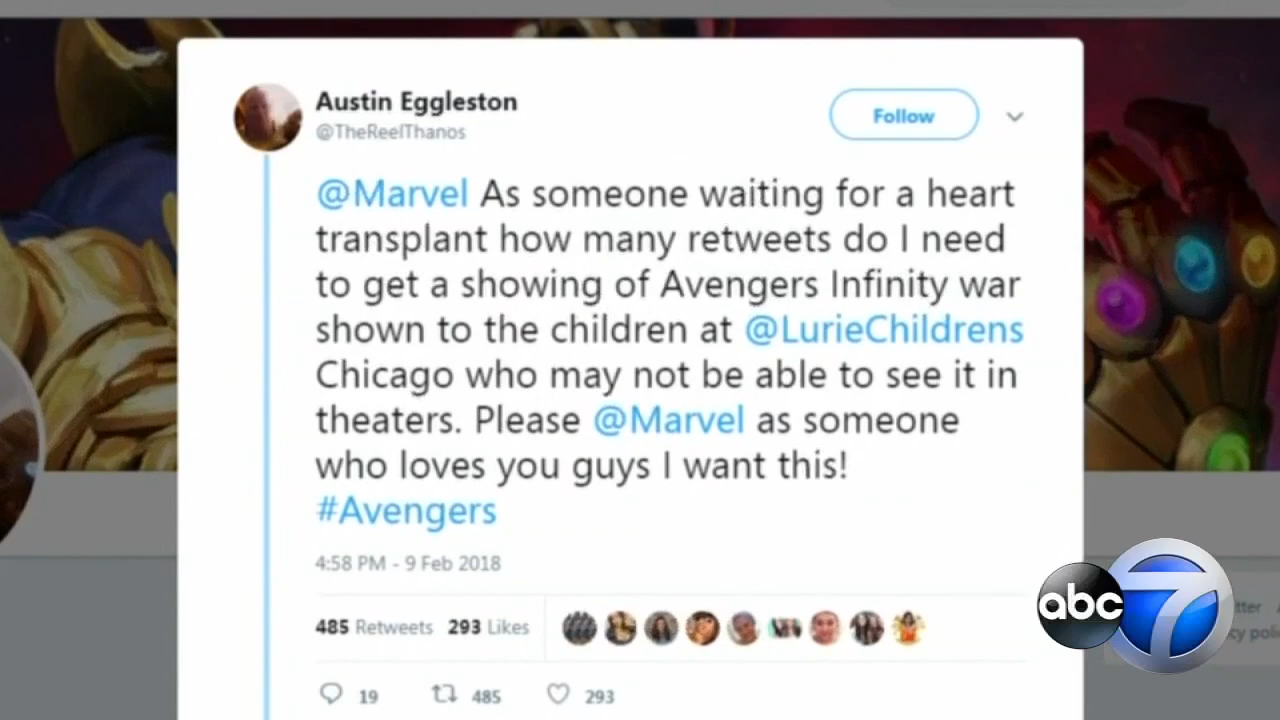 Austin Eggleston
@TheReelThanos
Follow
@Marvel As someone waiting for a heart
transplant how many retweets do I need
to get a showing of Avengers Infinity war
shown to the children at @LurieChildrens
Chicago who may not be able to see it in
theaters. Please @Marvel as someone
who loves you guys I want this!
#Avengers
4:58 PM - 9 Feb 2018
485 Retweets 293 Likes
19 485 293
abc 7